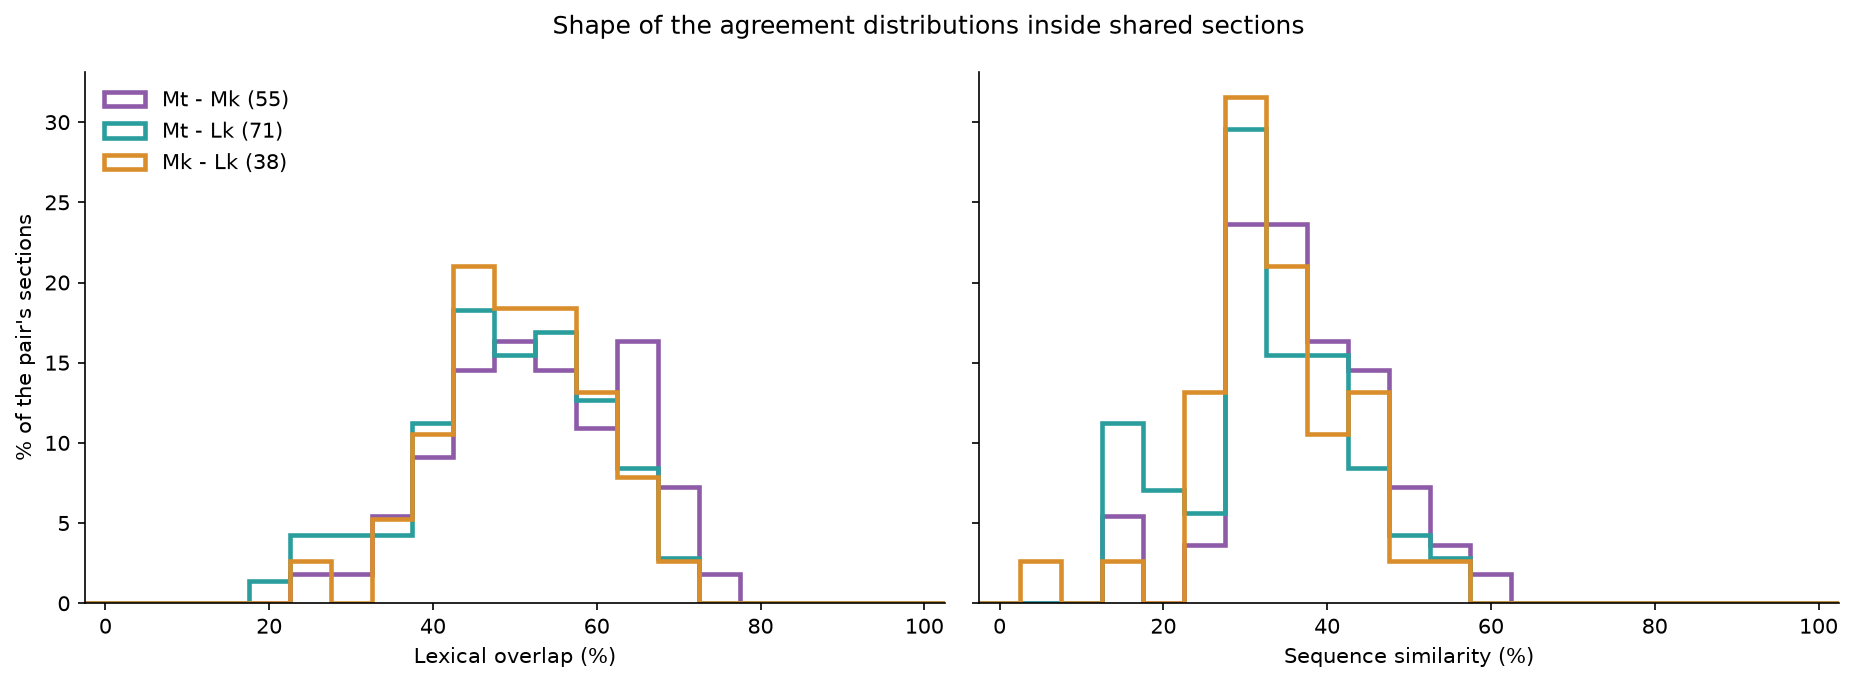 Shape of the agreement distributions inside shared sections
Mt - Mk (55)
Mt - Lk (71)
Mk - Lk (38)
% of the pair's sections
30
25
20
15
10
5
0
0 20 40 60 80 100
Lexical overlap (%)
0 20 40 60 80 100
Sequence similarity (%)